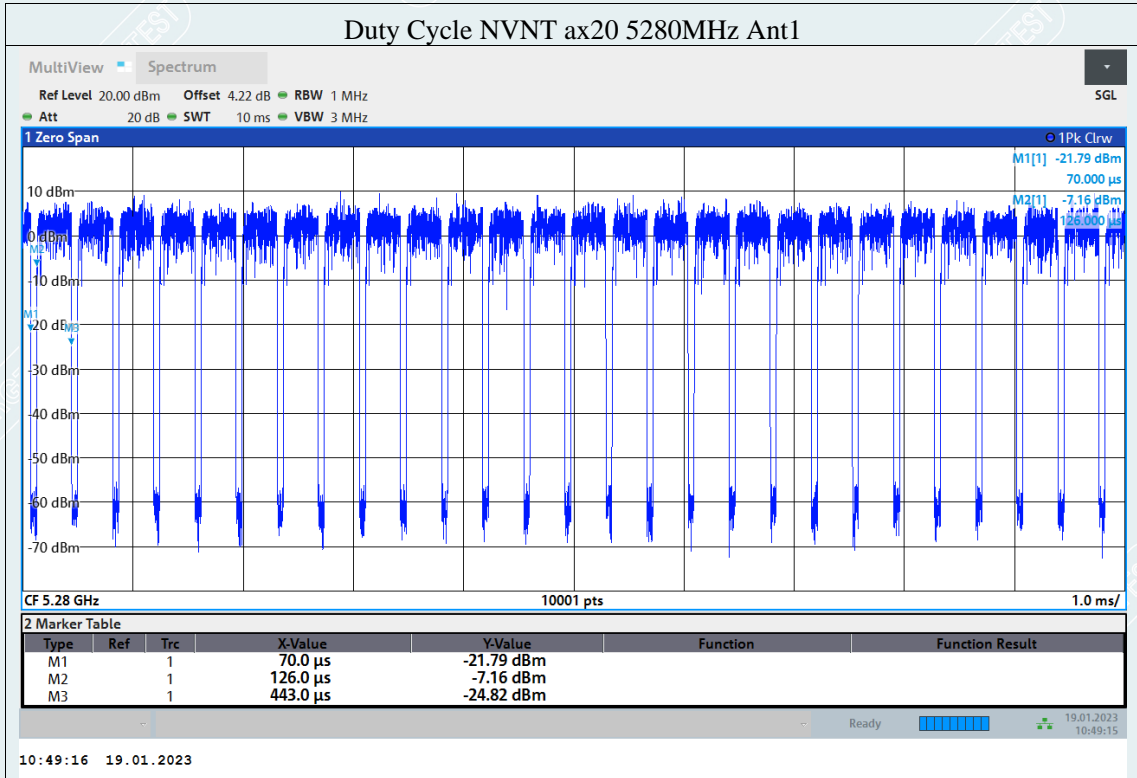 Duty Cycle NVNT ax20 5280MHz Ant1
MultiView Spectrum
Ref Level 20.00 dBm Offset 4.22 dB RBW 1 MHz
SGL
Att 20 dB SWT 10 ms VBW 3 MHz
1 Zero Span 1Pk Clrw
M1[1] -21.79 dBm
70.000 µs
10 dBm
M2[1] -7.16 dBm
126.000 µs
0 dBm
M2
-10 dBm
M1
-20 dBm
M3
-30 dBm
-40 dBm
-50 dBm
-60 dBm
-70 dBm
CF 5.28 GHz 10001 pts 1.0 ms/
2 Marker Table
Type Ref Trc X-Value Y-Value Function Function Result
M1 1 70.0 µs -21.79 dBm
M2 1 126.0 µs -7.16 dBm
M3 1 443.0 µs -24.82 dBm
Ready 19.01.2023
10:49:15
10:49:16 19.01.2023